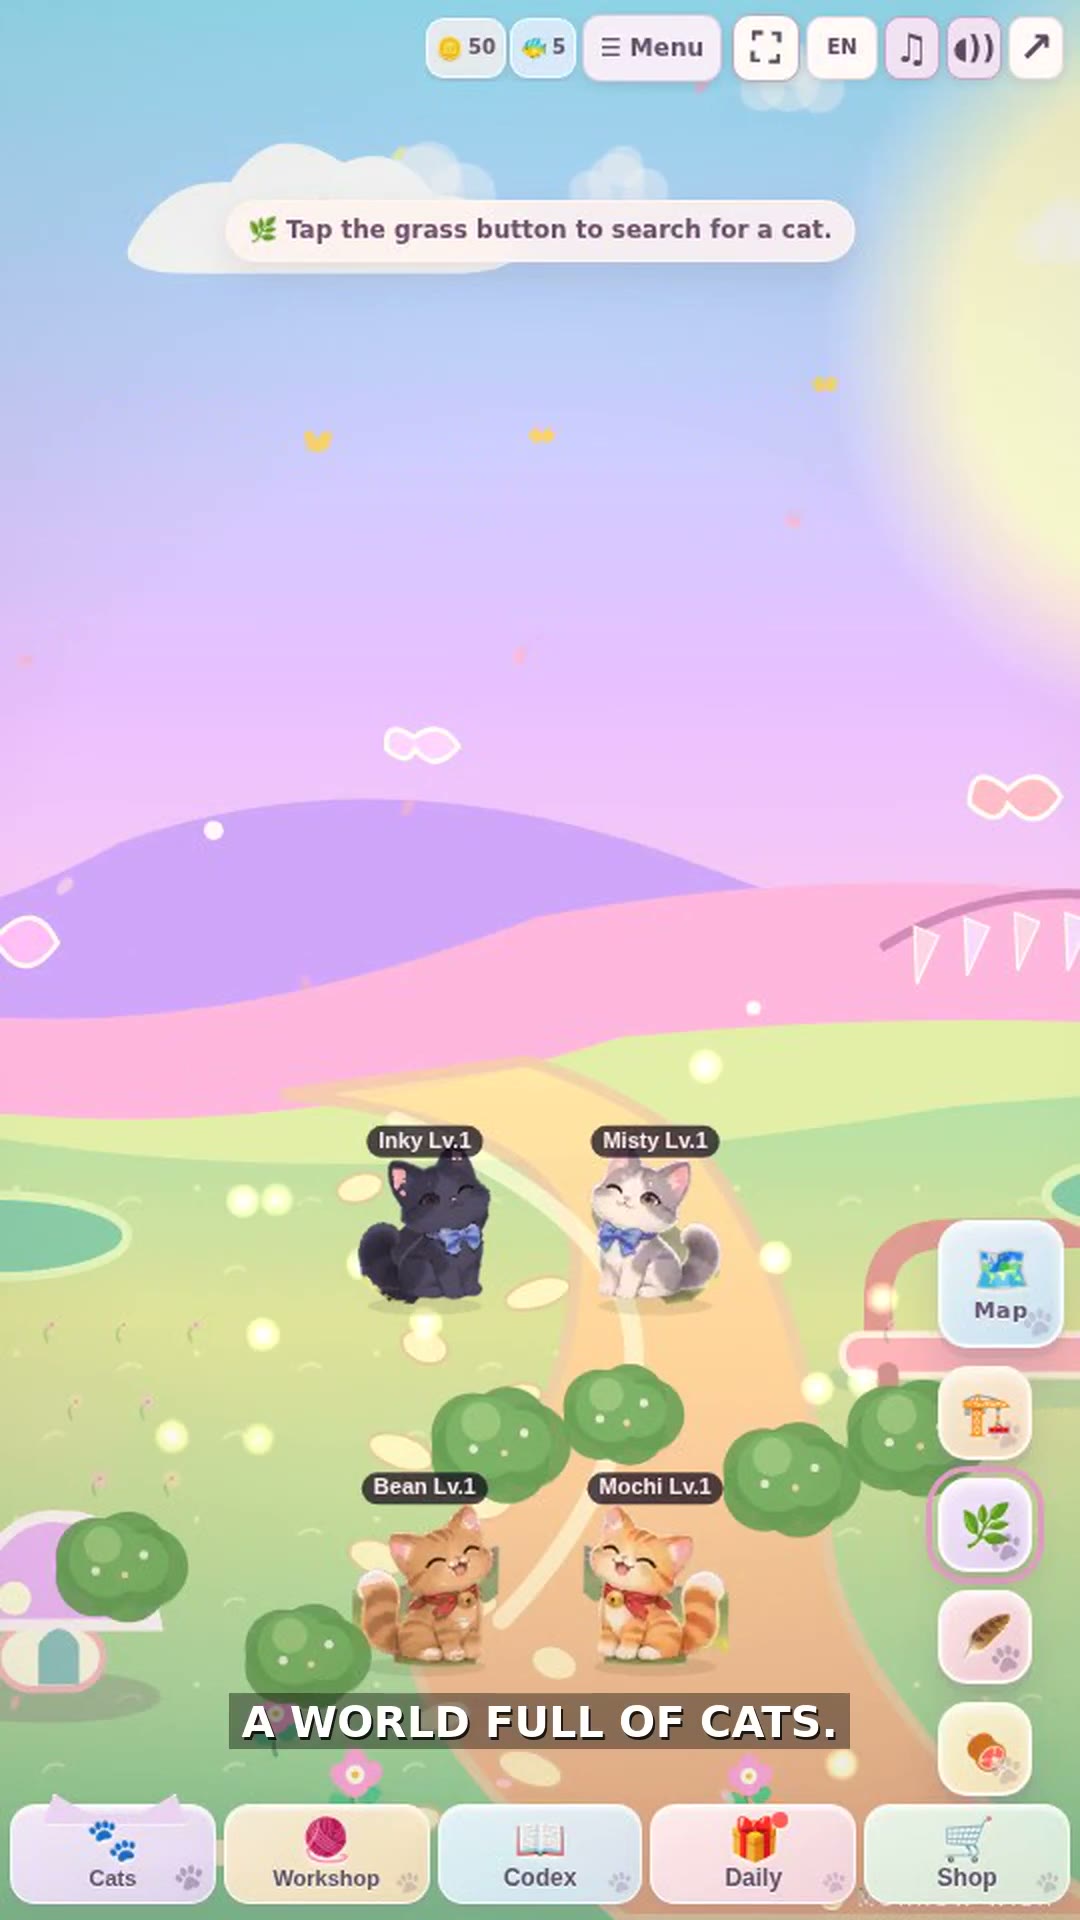 50
5
☰ Menu
EN
Tap the grass button to search for a cat.
Inky Lv.1
Misty Lv.1
Map
Bean Lv.1
Mochi Lv.1
A WORLD FULL OF CATS.
Cats
Workshop
Codex
Daily
Shop